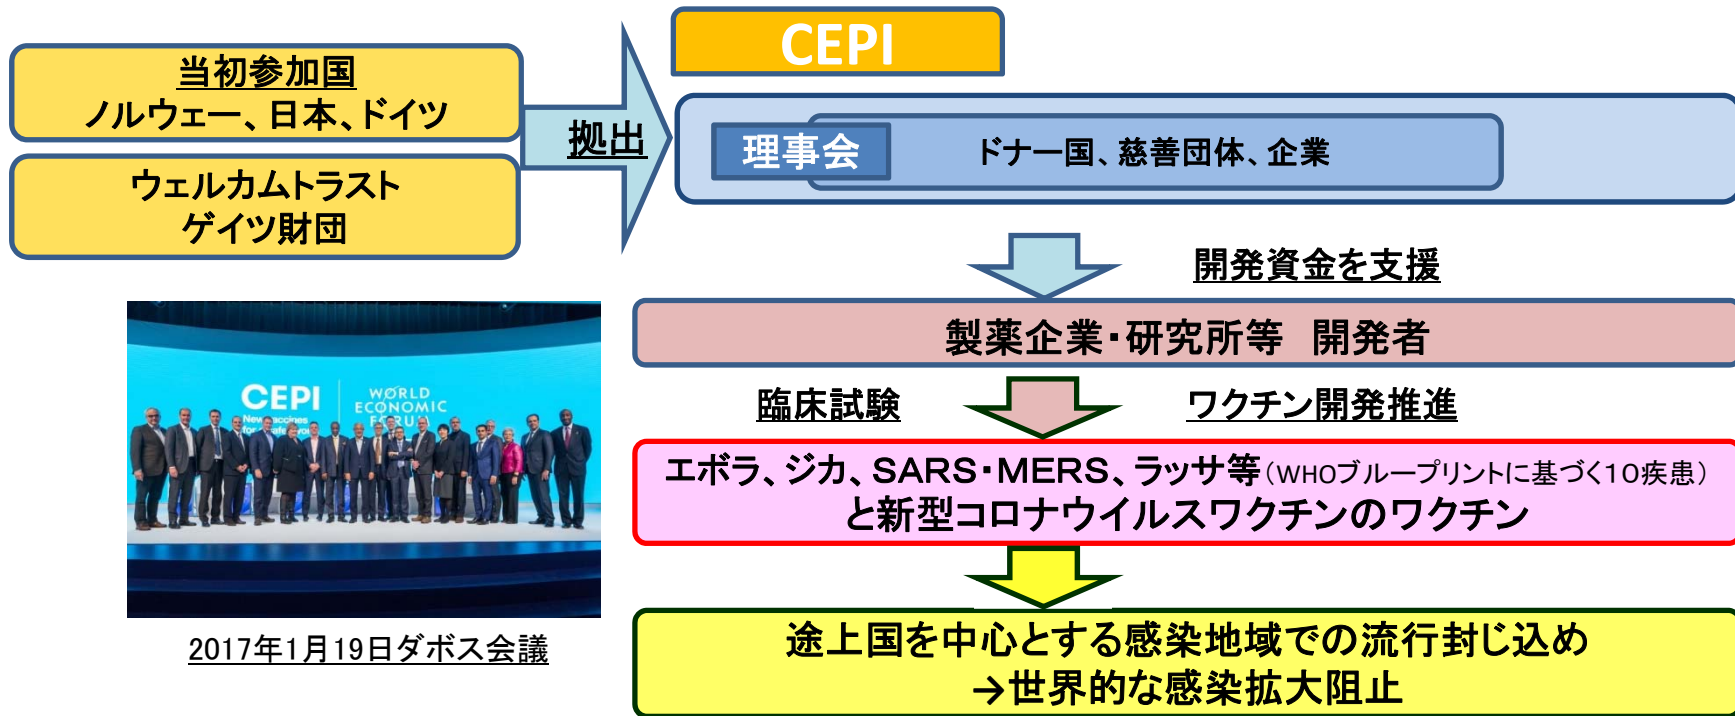 当初参加国
ノルウェー、日本、ドイツ
ウェルカムトラスト
ゲイツ財団
拠出
CEPI
理事会
ドナー国、慈善団体、企業
開発資金を支援
製薬企業・研究所等 開発者
臨床試験
ワクチン開発推進
エボラ、ジカ、SARS・MERS、ラッサ等(WHOブループリントに基づく10疾患)
と新型コロナウイルスワクチンのワクチン
途上国を中心とする感染地域での流行封じ込め
→世界的な感染拡大阻止
CEPI
New vaccines
WORLD
ECONOMIC
FORUM
2017年1月19日ダボス会議